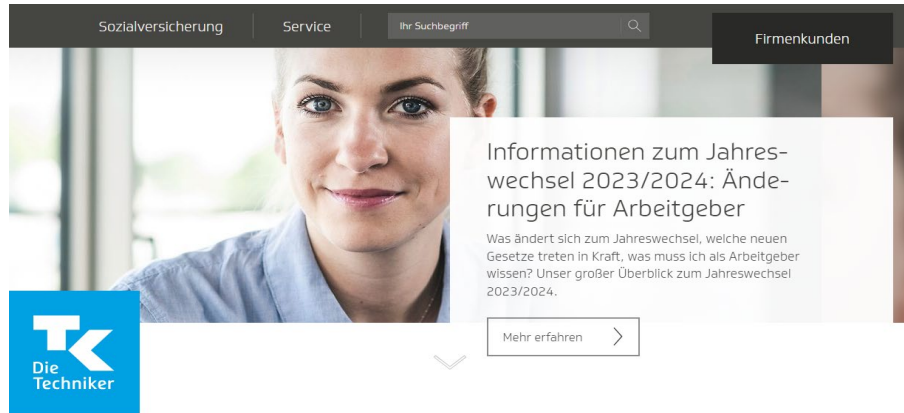 Sozialversicherung
Service
Ihr Suchbegriff
Firmenkunden
Informationen zum Jahres-
wechsel 2023/2024: Ände-
rungen für Arbeitgeber
Was ändert sich zum Jahreswechsel, welche neuen
Gesetze treten in Kraft, was muss ich als Arbeitgeber
wissen? Unser großer Überblick zum Jahreswechsel
2023/2024.
Mehr erfahren
TK
Die
Techniker